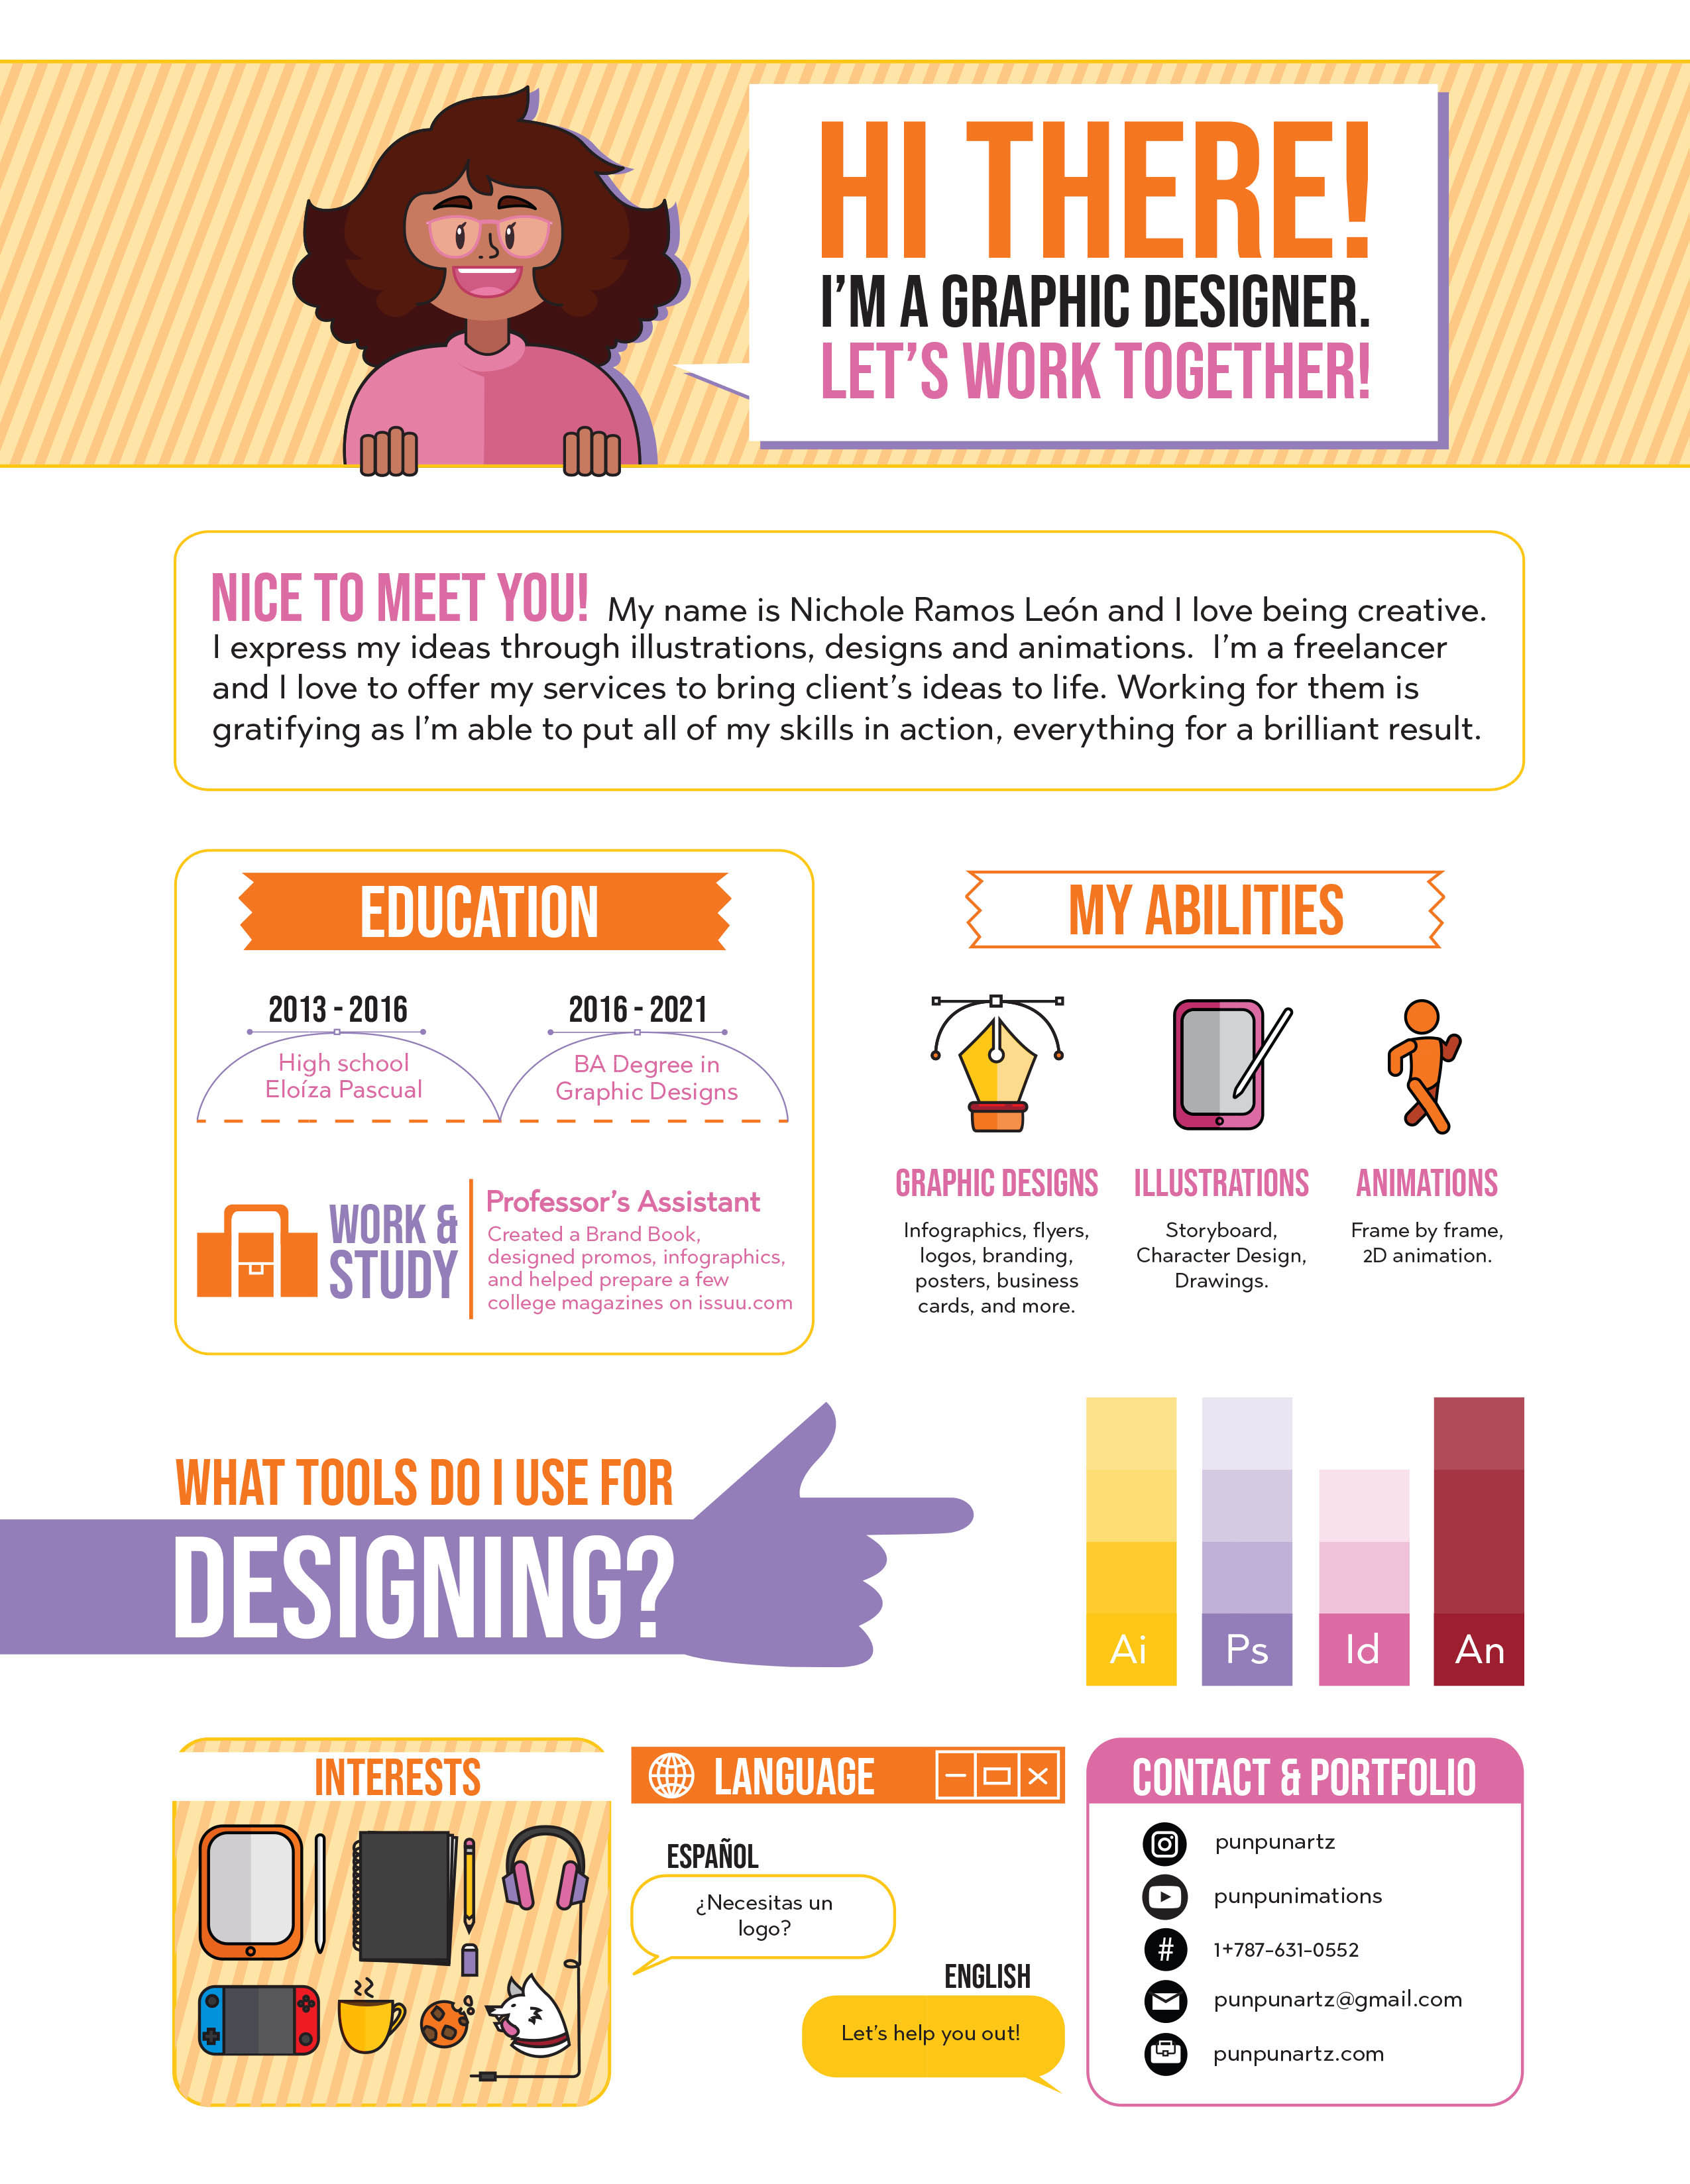 HI THERE!
I'M A GRAPHIC DESIGNER.
LET'S WORK TOGETHER!
NICE TO MEET YOU! My name is Nichole Ramos León and I love being creative.
I express my ideas through illustrations, designs and animations. I'm a freelancer
and I love to offer my services to bring client's ideas to life. Working for them is
gratifying as I'm able to put all of my skills in action, everything for a brilliant result.
EDUCATION
2013 - 2016
High school
Eloíza Pascual
2016 - 2021
BA Degree in
Graphic Designs
WORK &
STUDY
Professor's Assistant
Created a Brand Book,
designed promos, infographics,
and helped prepare a few
college magazines on issuu.com
MY ABILITIES
GRAPHIC DESIGNS
Infographics, flyers,
logos, branding,
posters, business
cards, and more.
ILLUSTRATIONS
Storyboard,
Character Design,
Drawings.
ANIMATIONS
Frame by frame,
2D animation.
WHAT TOOLS DO I USE FOR
DESIGNING?
Ai
Ps
Id
An
INTERESTS
LANGUAGE
ESPAÑOL
¿Necesitas un
logo?
ENGLISH
Let's help you out!
CONTACT & PORTFOLIO
punpunartz
punpunimations
# 1+787-631-0552
punpunartz@gmail.com
punpunartz.com